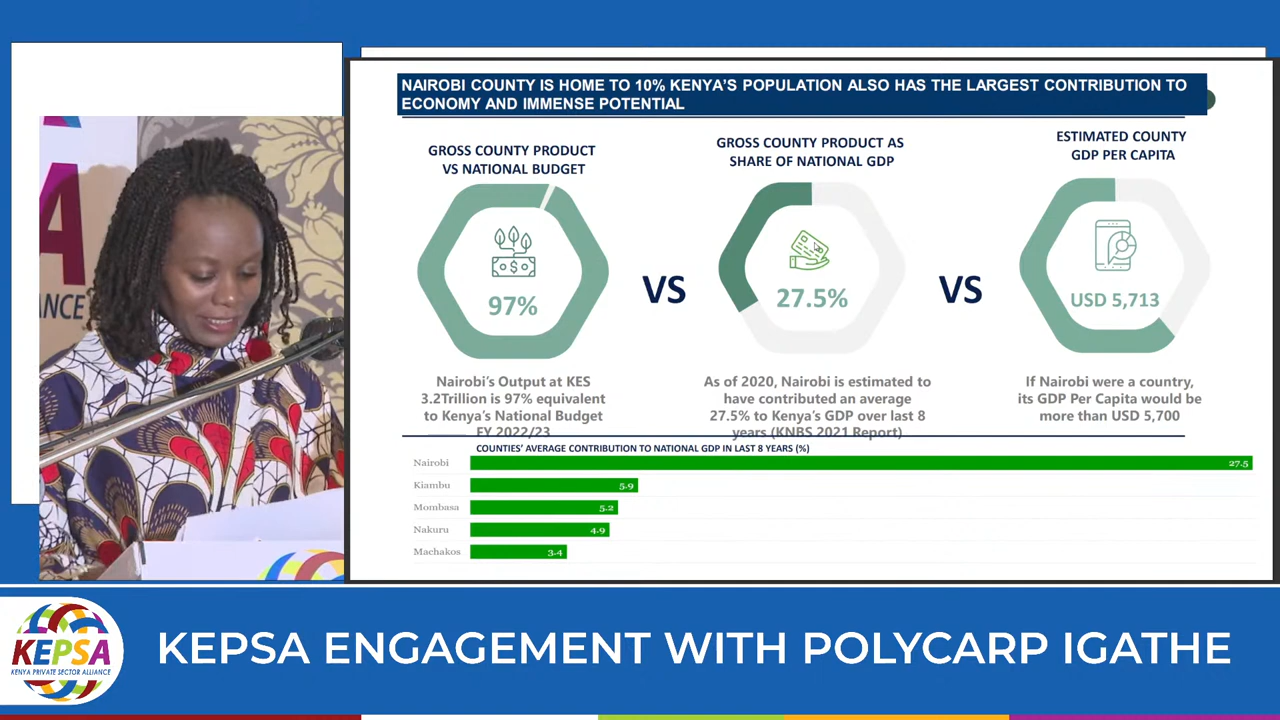 NAIROBI COUNTY IS HOME TO 10% KENYA'S POPULATION ALSO HAS THE LARGEST CONTRIBUTION TO
ECONOMY AND IMMENSE POTENTIAL
GROSS COUNTY PRODUCT
VS NATIONAL BUDGET
97%
Nairobi's Output at KES
3.2Trillion is 97% equivalent
to Kenya's National Budget
FY 2022/23
VS
GROSS COUNTY PRODUCT AS
SHARE OF NATIONAL GDP
27.5%
As of 2020, Nairobi is estimated to
have contributed an average
27.5% to Kenya's GDP over last 8
years (KNBS 2021 Report)
VS
ESTIMATED COUNTY
GDP PER CAPITA
USD 5,713
If Nairobi were a country,
its GDP Per Capita would be
more than USD 5,700
COUNTIES' AVERAGE CONTRIBUTION TO NATIONAL GDP IN LAST 8 YEARS (%)
Nairobi 27.5
Kiambu 5.9
Mombasa 5.2
Nakuru 4.9
Machakos 3.4
A
ANCE
KEPSA
KENYA PRIVATE SECTOR ALLIANCE
KEPSA ENGAGEMENT WITH POLYCARP IGATHE